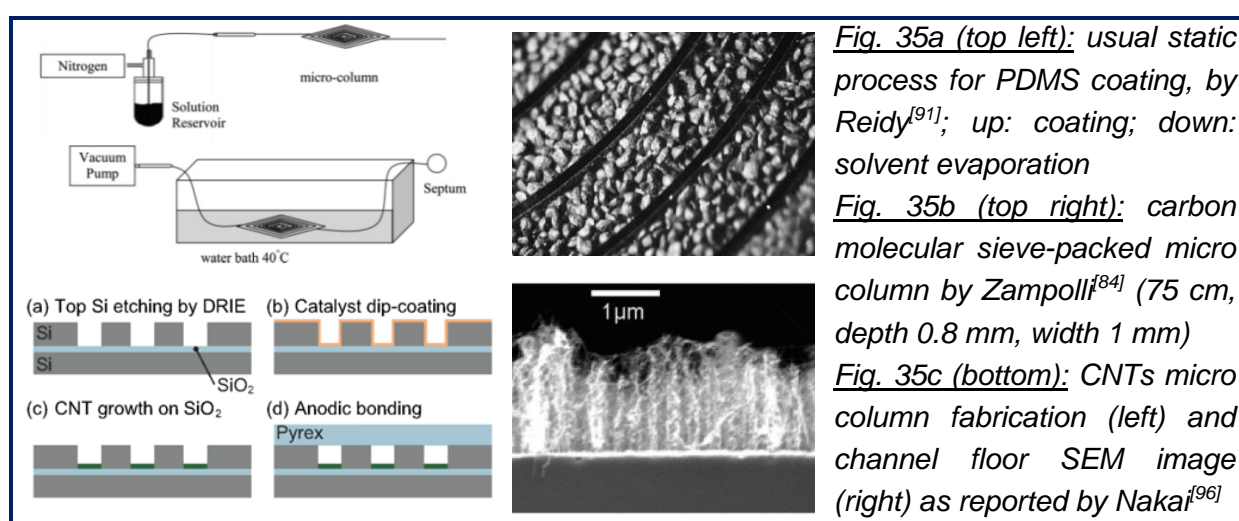 Nitrogen
micro-column
Solution
Reservoir
Vacuum
Pump
Septum
water bath 40°C
(a) Top Si etching by DRIE
(b) Catalyst dip-coating
Si
Si
SiO₂
(c) CNT growth on SiO₂
(d) Anodic bonding
Pyrex
1μm
Fig. 35a (top left): usual static
process for PDMS coating, by
Reidy[91]; up: coating; down:
solvent evaporation
Fig. 35b (top right): carbon
molecular sieve-packed micro
column by Zampolli[84] (75 cm,
depth 0.8 mm, width 1 mm)
Fig. 35c (bottom): CNTs micro
column fabrication (left) and
channel floor SEM image
(right) as reported by Nakai[96]